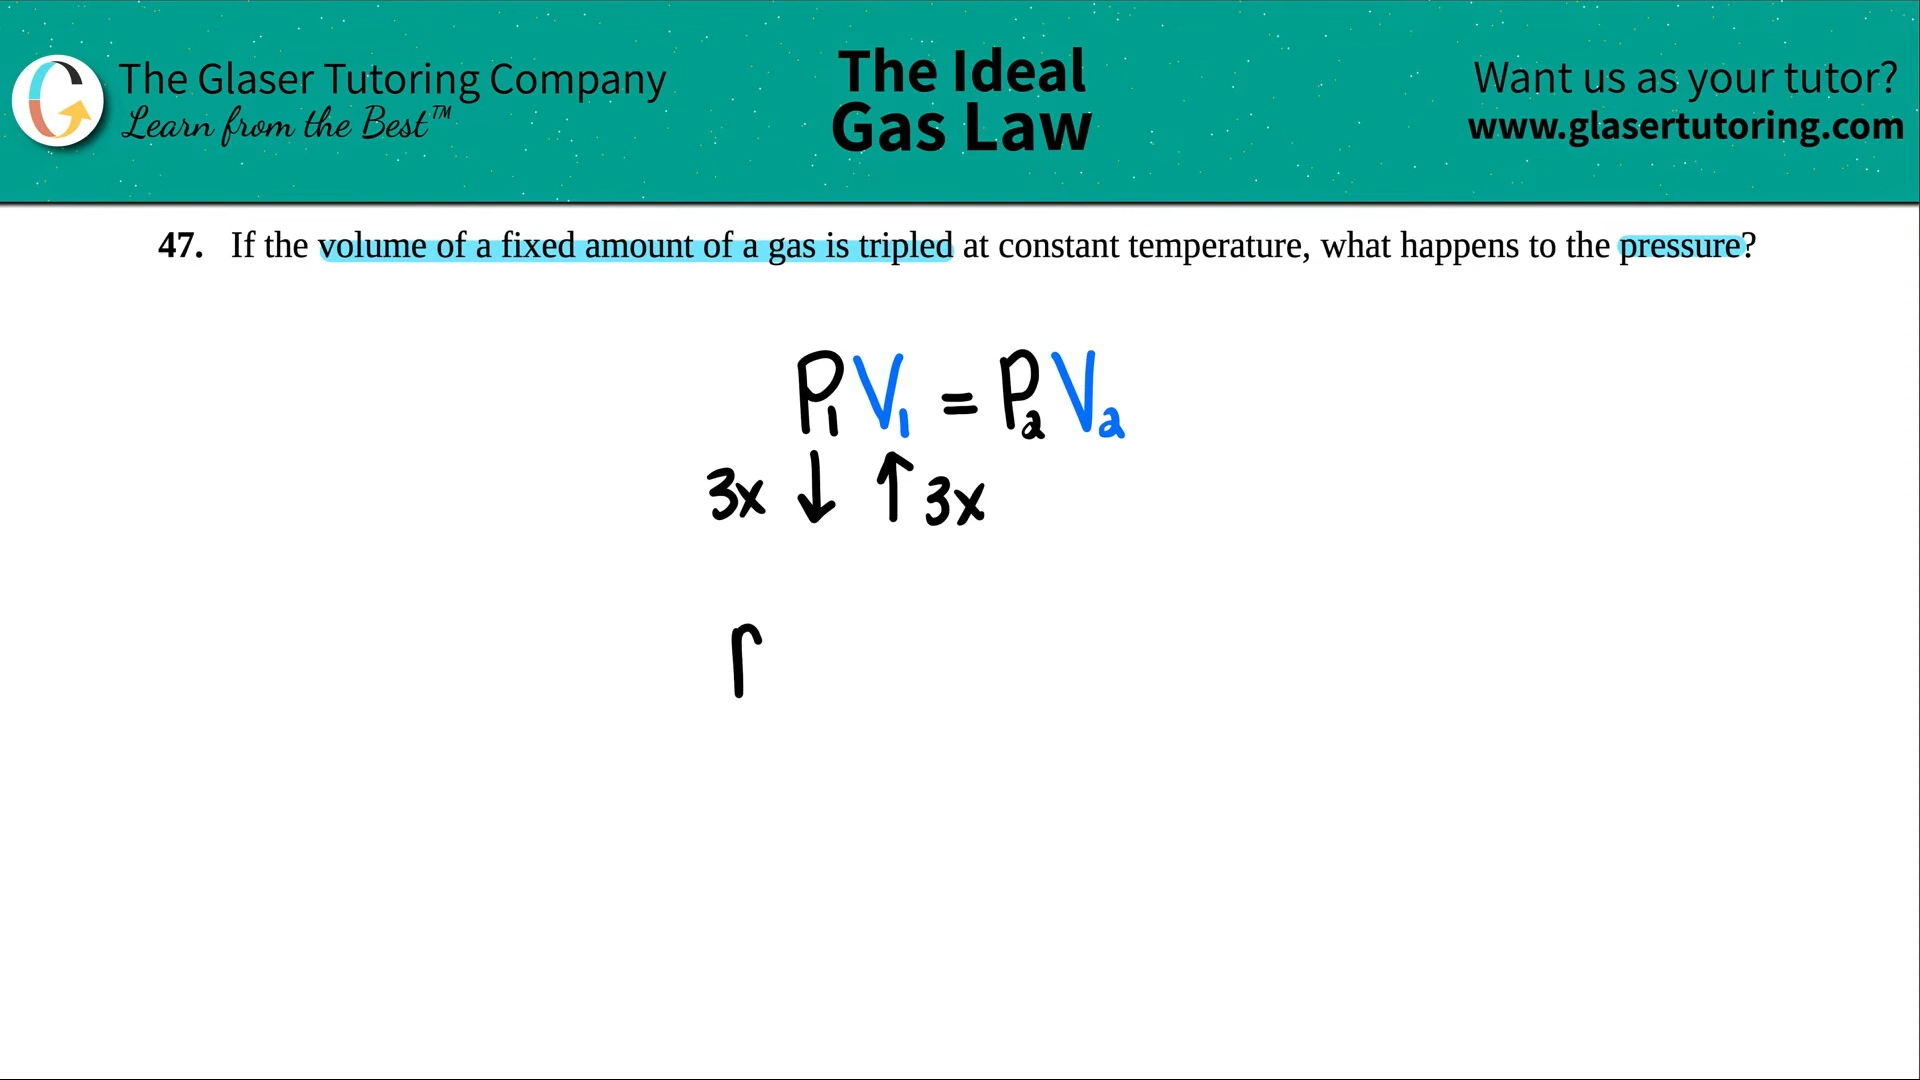 The Glaser Tutoring Company
Learn from the Best™
The Ideal
Gas Law
Want us as your tutor?
www.glasertutoring.com
47. If the volume of a fixed amount of a gas is tripled at constant temperature, what happens to the pressure?
P₁V₁ = P₂V₂
3x ↓ ↑ 3x